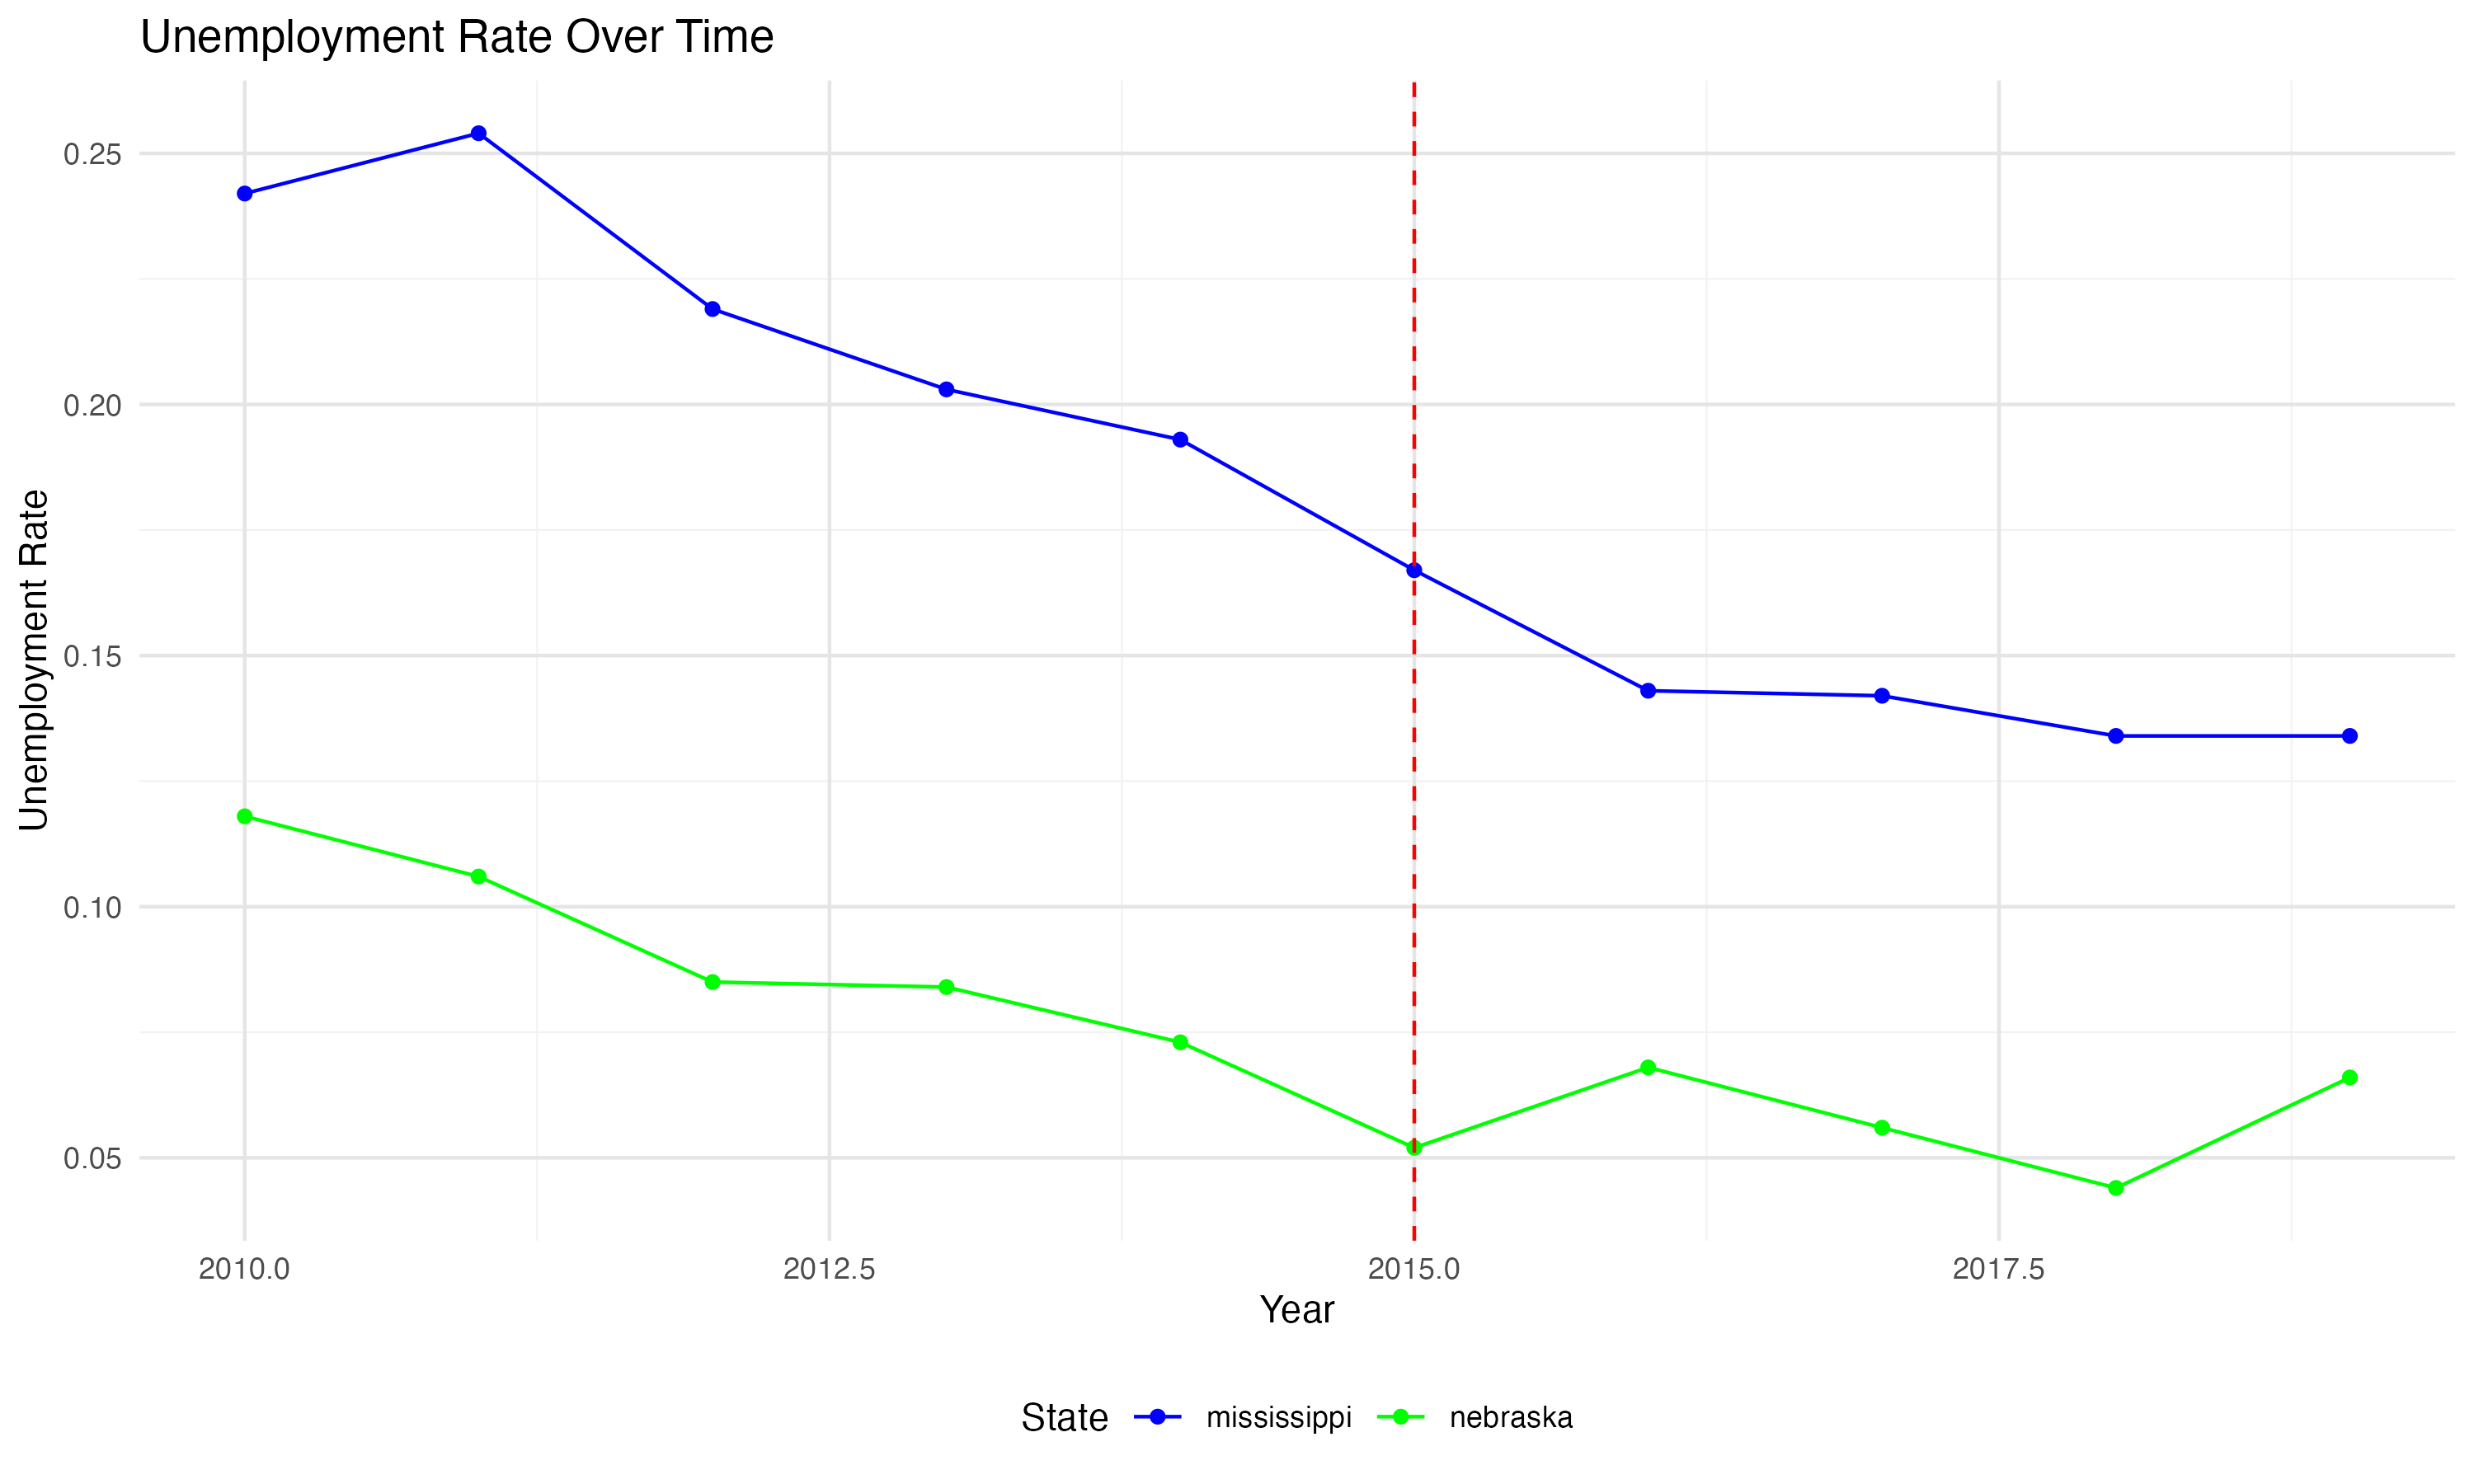 Unemployment Rate Over Time
Unemployment Rate
0.25
0.20
0.15
0.10
0.05
2010.0 2012.5 2015.0 2017.5
Year
State mississippi nebraska